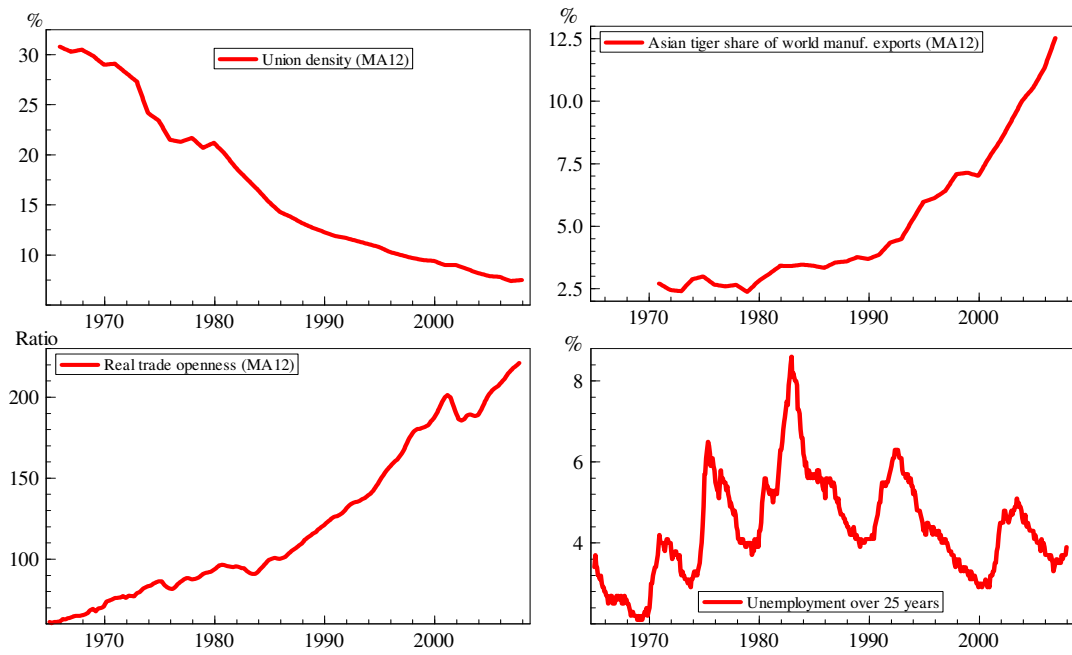 %
Union density (MA12)
30
25
20
15
10
1970 1980 1990 2000
%
Asian tiger share of world manuf. exports (MA12)
12.5
10.0
7.5
5.0
2.5
1970 1980 1990 2000
Ratio
Real trade openness (MA12)
200
150
100
1970 1980 1990 2000
%
8
6
4
Unemployment over 25 years
1970 1980 1990 2000